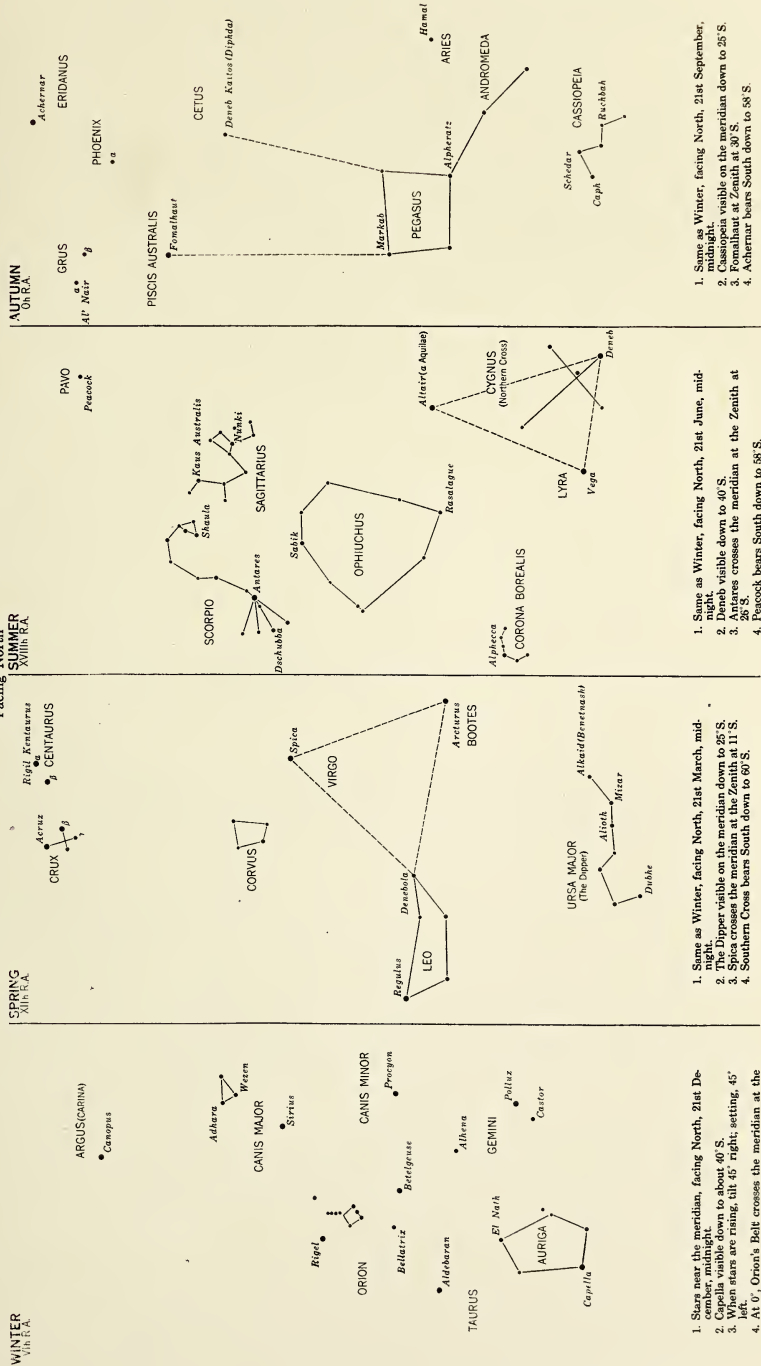 Facing North
WINTER
VIh R.A.
ARGUS (CARINA)
Canopus
Adhara
Wezen
CANIS MAJOR
Sirius
Rigel
ORION
CANIS MINOR
Procyon
Betelgeuse
Bellatrix
Aldebaran
TAURUS
Alhena
GEMINI
Pollux
Castor
El Nath
AURIGA
Capella
1. Stars near the meridian, facing North, 21st De-
cember, midnight.
2. Capella visible down to about 40°S.
3. When stars are rising, tilt 45° right; setting, 45°
left.
4. At 0°, Orion's Belt crosses the meridian at the
SPRING
XIIh R.A.
Rigil Kentaurus
α
β
CENTAURUS
Acrux
β
γ
CRUX
CORVUS
Spica
VIRGO
Denebola
Regulus
LEO
Arcturus
BOOTES
URSA MAJOR
(The Dipper)
Alkaid (Benetnash)
Mizar
Alioth
Dubhe
1. Same as Winter, facing North, 21st March, mid-
night.
2. The Dipper visible on the meridian down to 25°S.
3. Spica crosses the meridian at the Zenith at 11°S.
4. Southern Cross bears South down to 60°S.
SUMMER
XVIIIh R.A.
PAVO
Peacock
Kaus Australis
Nunki
SAGITTARIUS
Shaula
SCORPIO
Antares
Dschubba
Sabik
OPHIUCHUS
Rasalague
Alphecca
CORONA BOREALIS
Altair (α Aquilae)
CYGNUS
(Northern Cross)
Deneb
LYRA
Vega
1. Same as Winter, facing North, 21st June, mid-
night.
2. Deneb visible down to 40°S.
3. Antares crosses the meridian at the Zenith at
26°S.
4. Peacock bears South down to 58°S.
AUTUMN
Oh R.A.
Achernar
ERIDANUS
PHOENIX
α
GRUS
α
β
Al' Nair
PISCIS AUSTRALIS
Fomalhaut
CETUS
Deneb Kaitos (Diphda)
Markab
PEGASUS
Alpheratz
Hamal
ARIES
ANDROMEDA
CASSIOPEIA
Schedar
Caph
Ruchbah
1. Same as Winter, facing North, 21st September,
midnight.
2. Cassiopeia visible on the meridian down to 25°S.
3. Fomalhaut at Zenith at 30°S.
4. Achernar bears South down to 58°S.